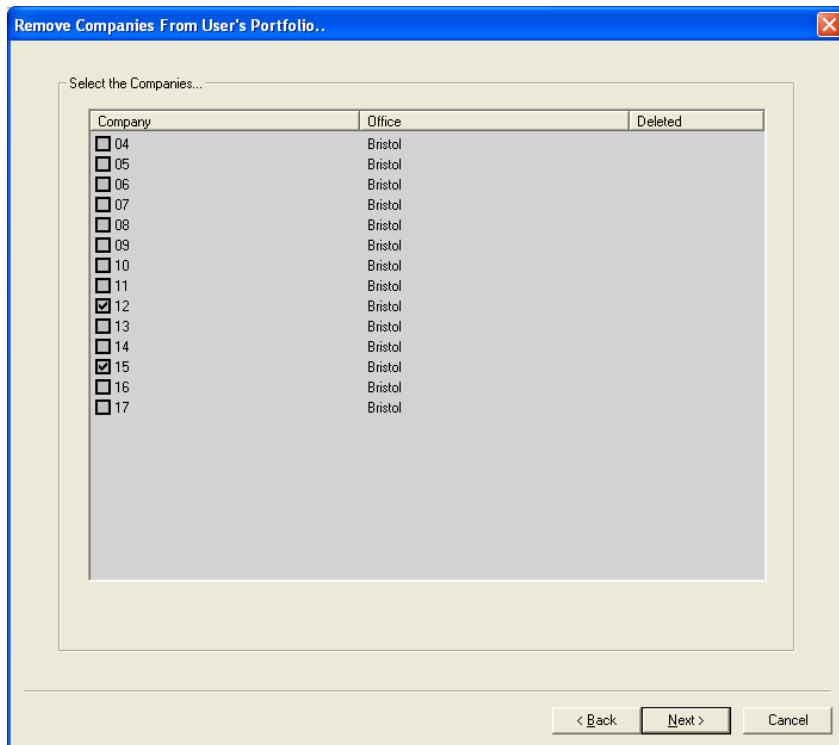 Remove Companies From User's Portfolio..
Select the Companies...
Company Office Deleted
04 Bristol
05 Bristol
06 Bristol
07 Bristol
08 Bristol
09 Bristol
10 Bristol
11 Bristol
12 Bristol
13 Bristol
14 Bristol
15 Bristol
16 Bristol
17 Bristol
< Back Next > Cancel